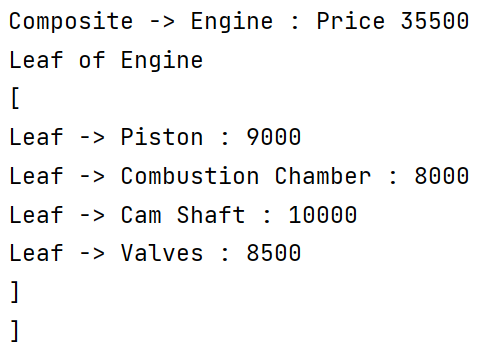 Composite -> Engine : Price 35500
Leaf of Engine
[
Leaf -> Piston : 9000
Leaf -> Combustion Chamber : 8000
Leaf -> Cam Shaft : 10000
Leaf -> Valves : 8500
]
]